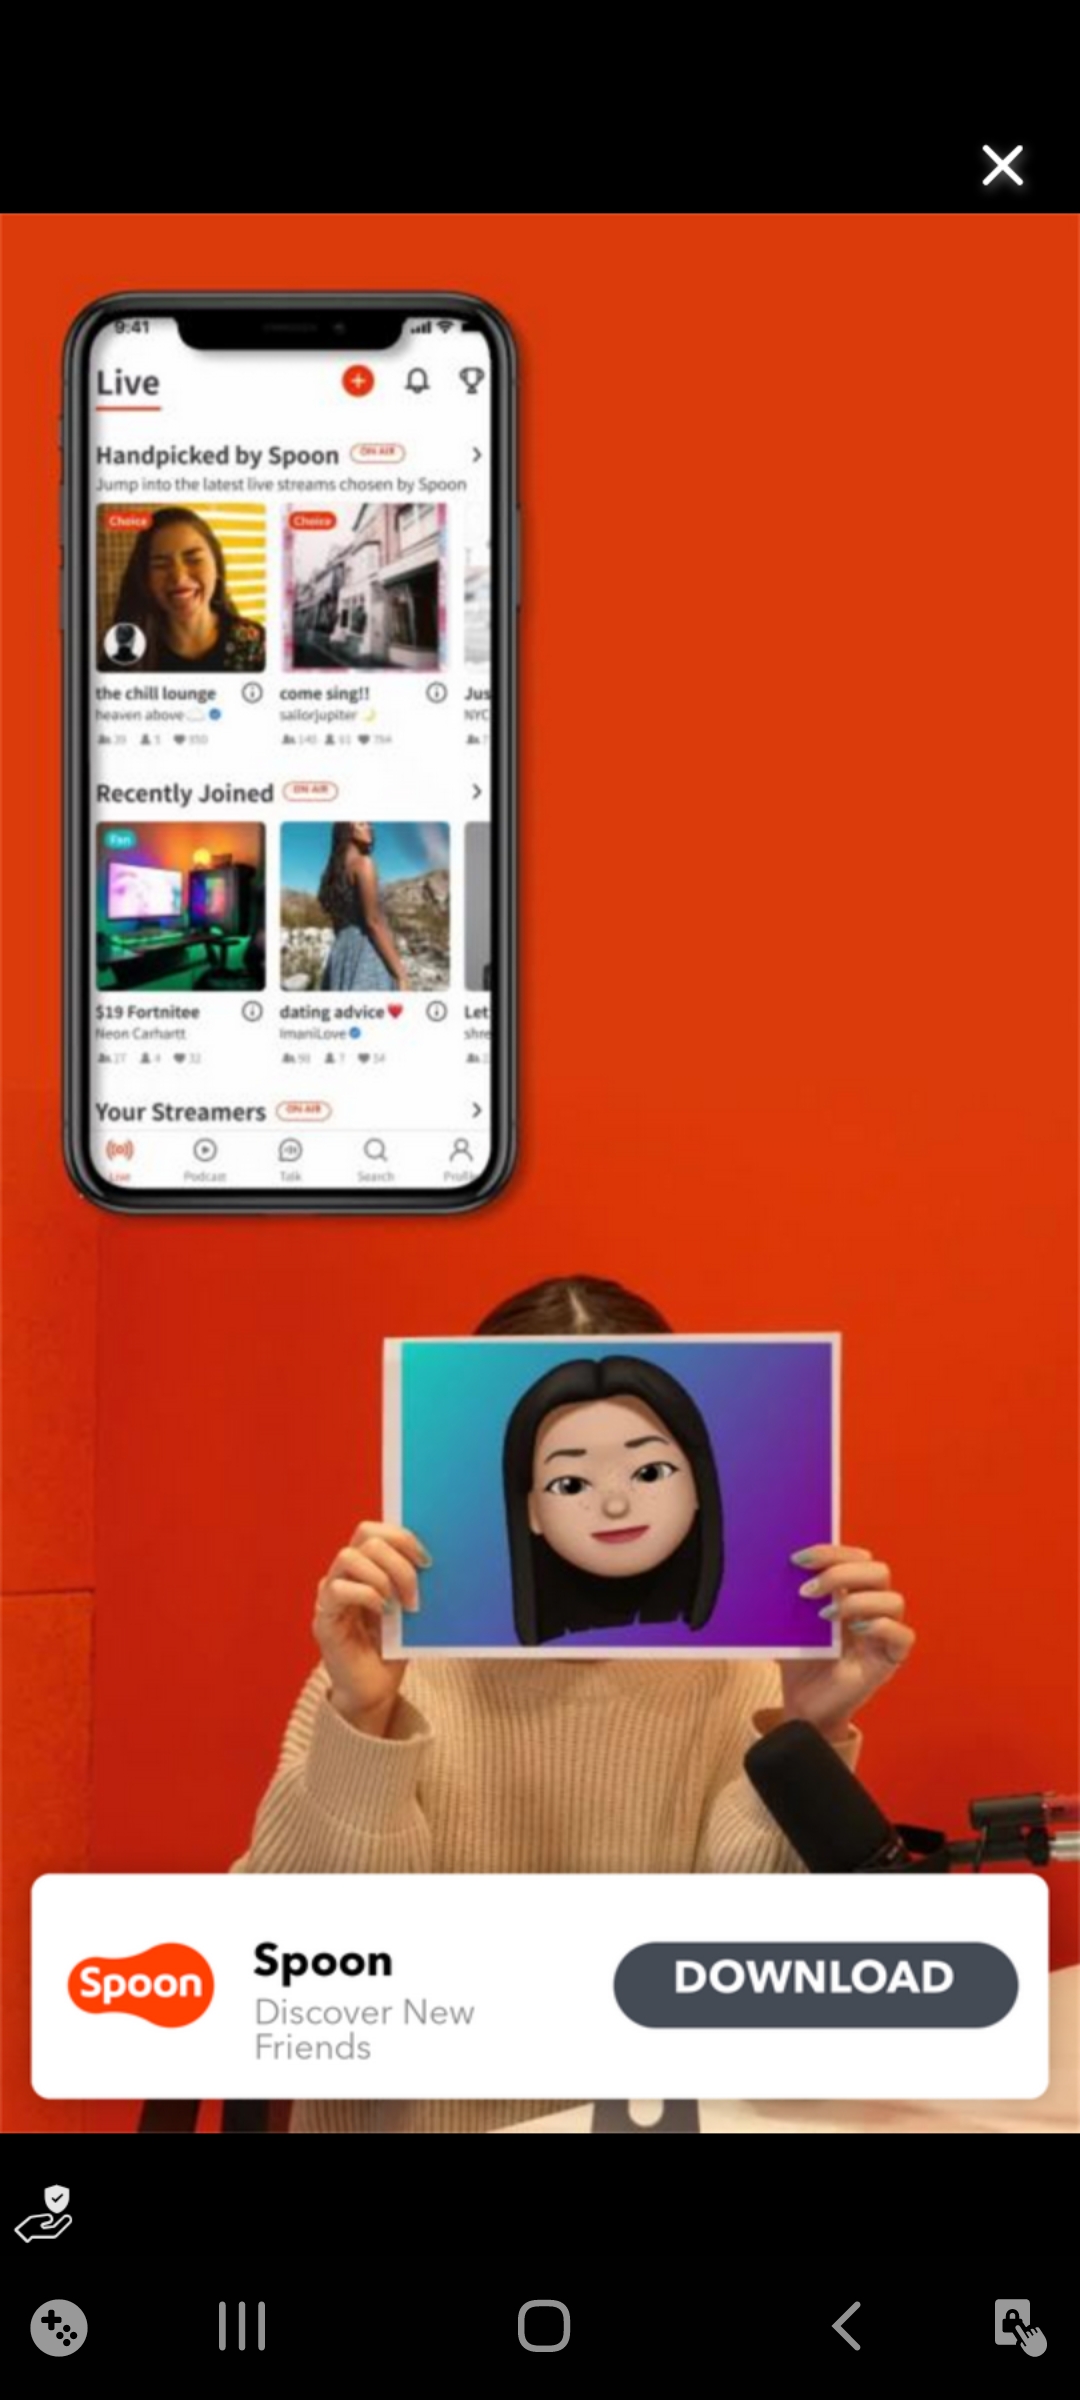 9:41
Live
Handpicked by Spoon ON AIR
Jump into the latest live streams chosen by Spoon
Choice
Choice
the chill lounge
come sing!!
Jus
heaven above
sailorjupiter
NYC
Recently Joined ON AIR
Fan
$19 Fortnitee
dating advice
Let
Neon Carhartt
ImaniLove
shre
Your Streamers ON AIR
Live
Podcast
Talk
Search
Profile
Spoon
Spoon
Discover New
Friends
DOWNLOAD